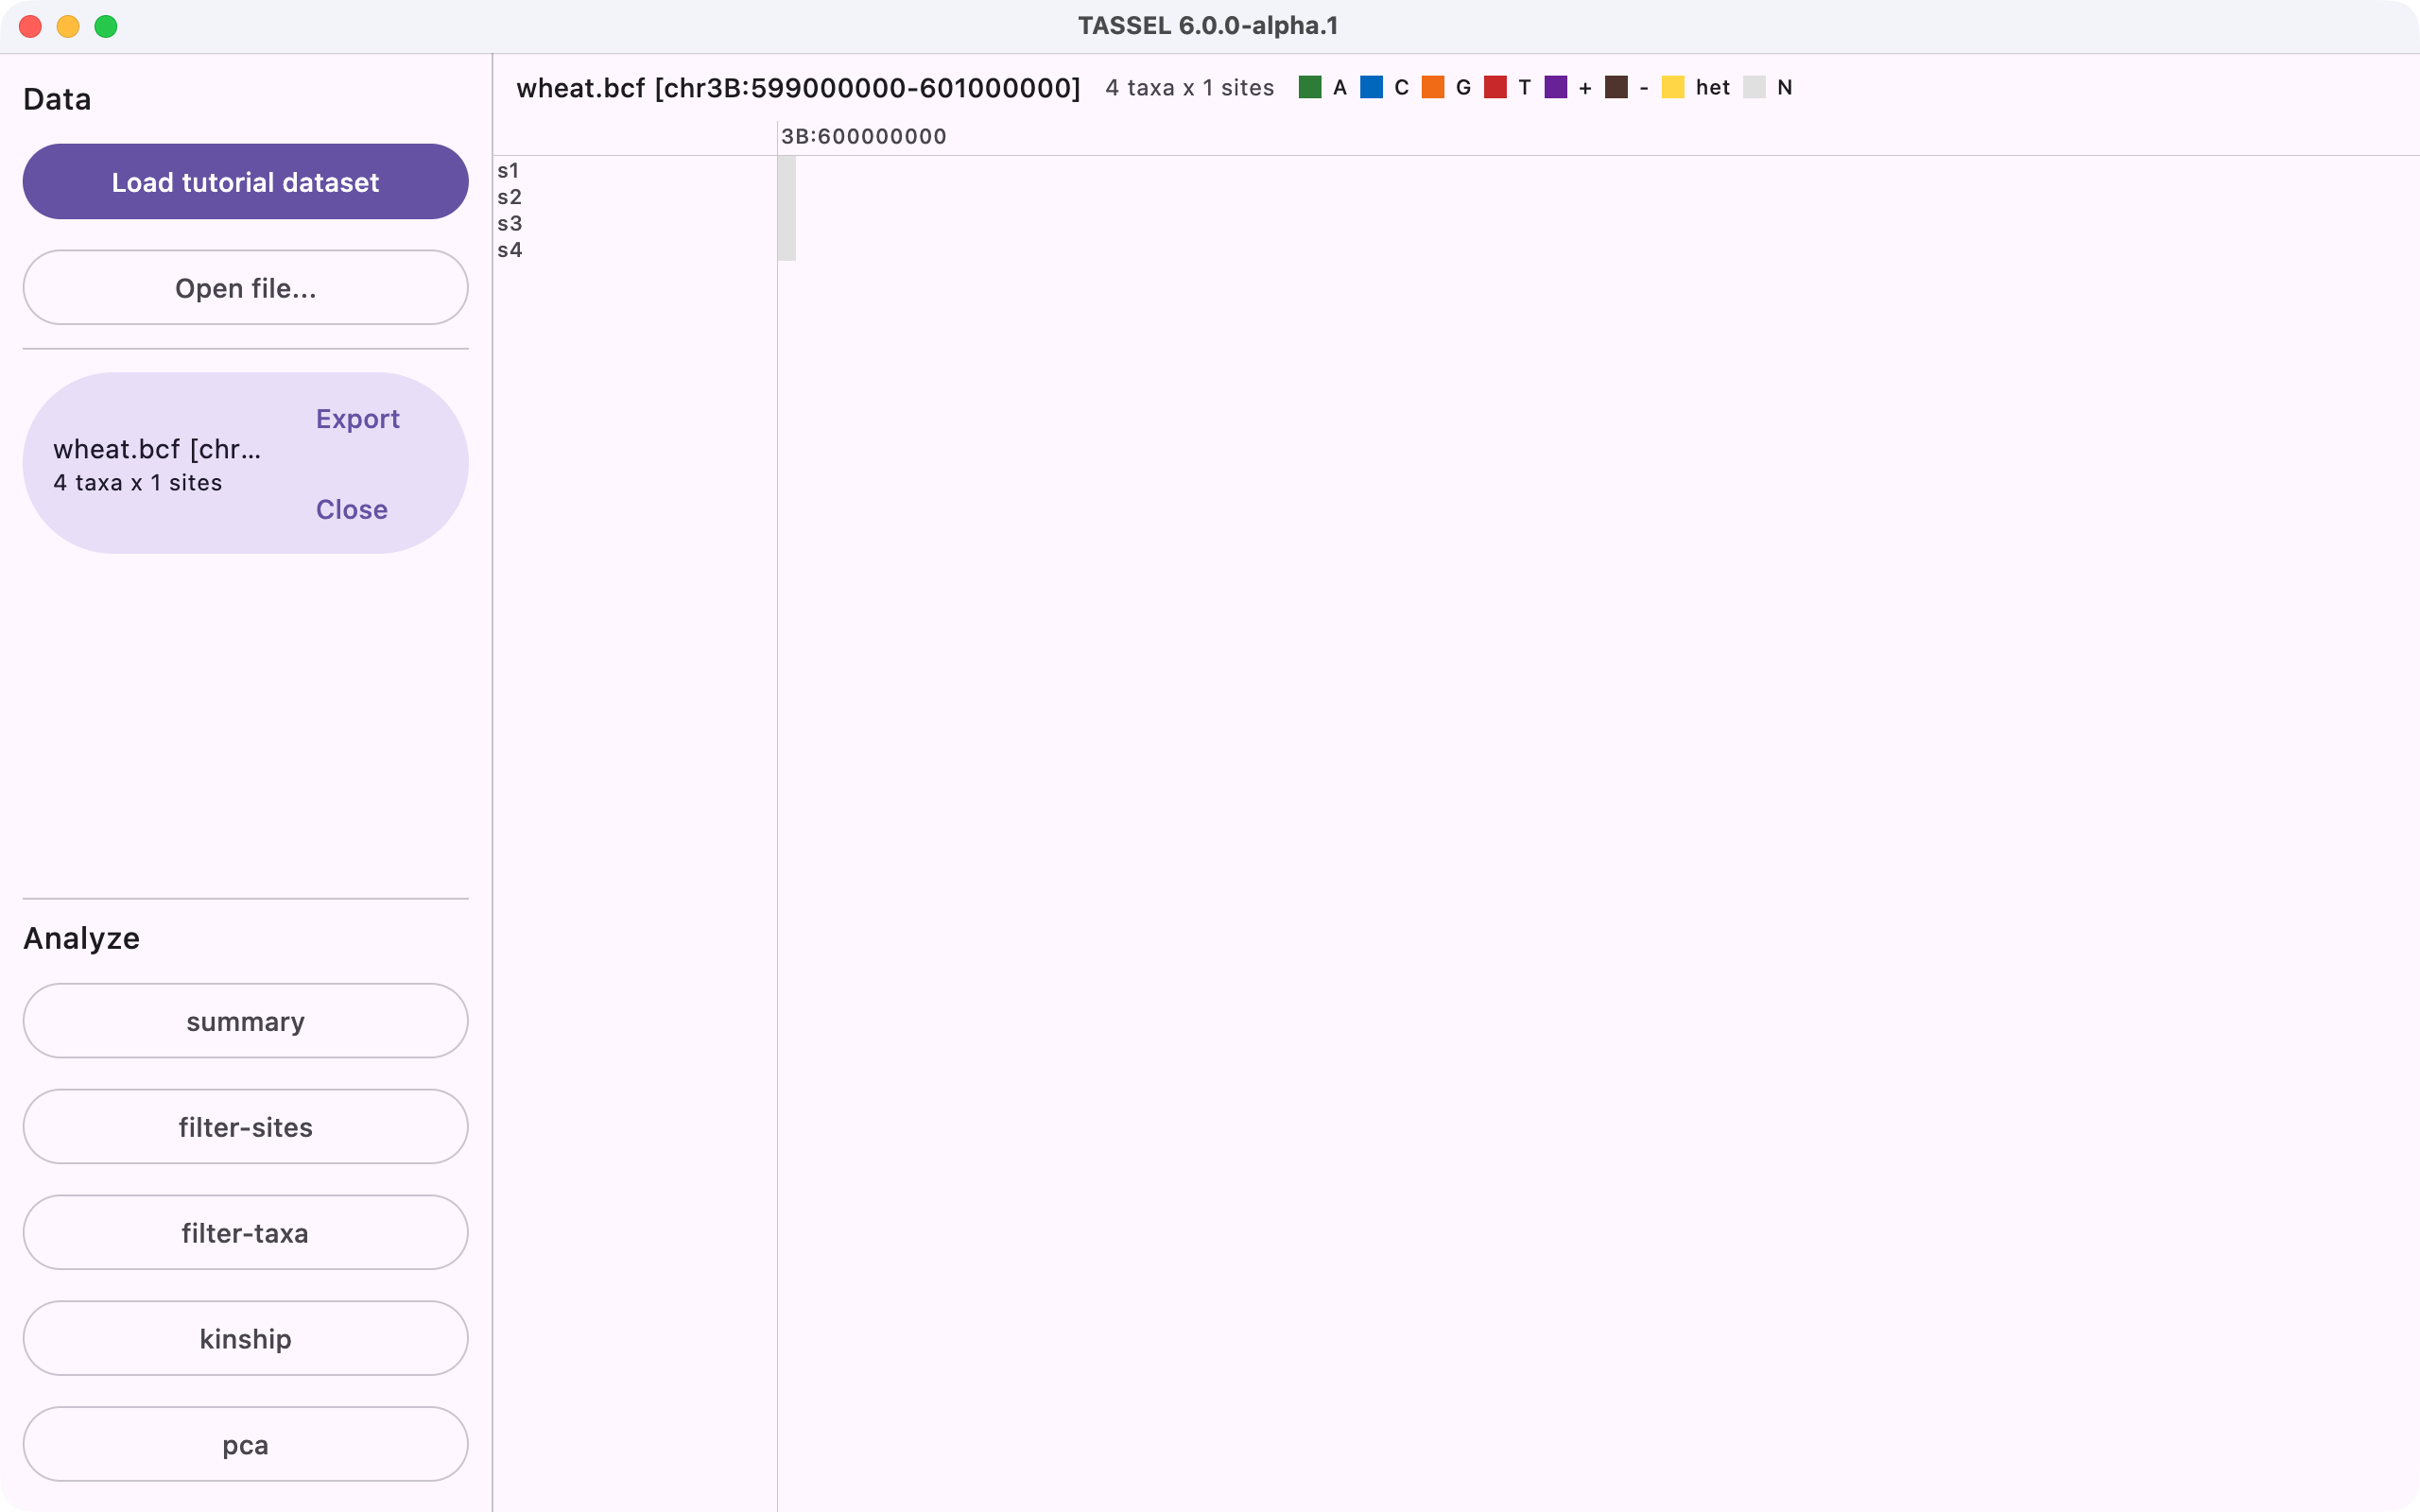 TASSEL 6.0.0-alpha.1
Data
Load tutorial dataset
Open file...
wheat.bcf [chr...
4 taxa x 1 sites
Export
Close
Analyze
summary
filter-sites
filter-taxa
kinship
pca
wheat.bcf [chr3B:599000000-601000000] 4 taxa x 1 sites A C G T + - het N
3B:600000000
s1
s2
s3
s4